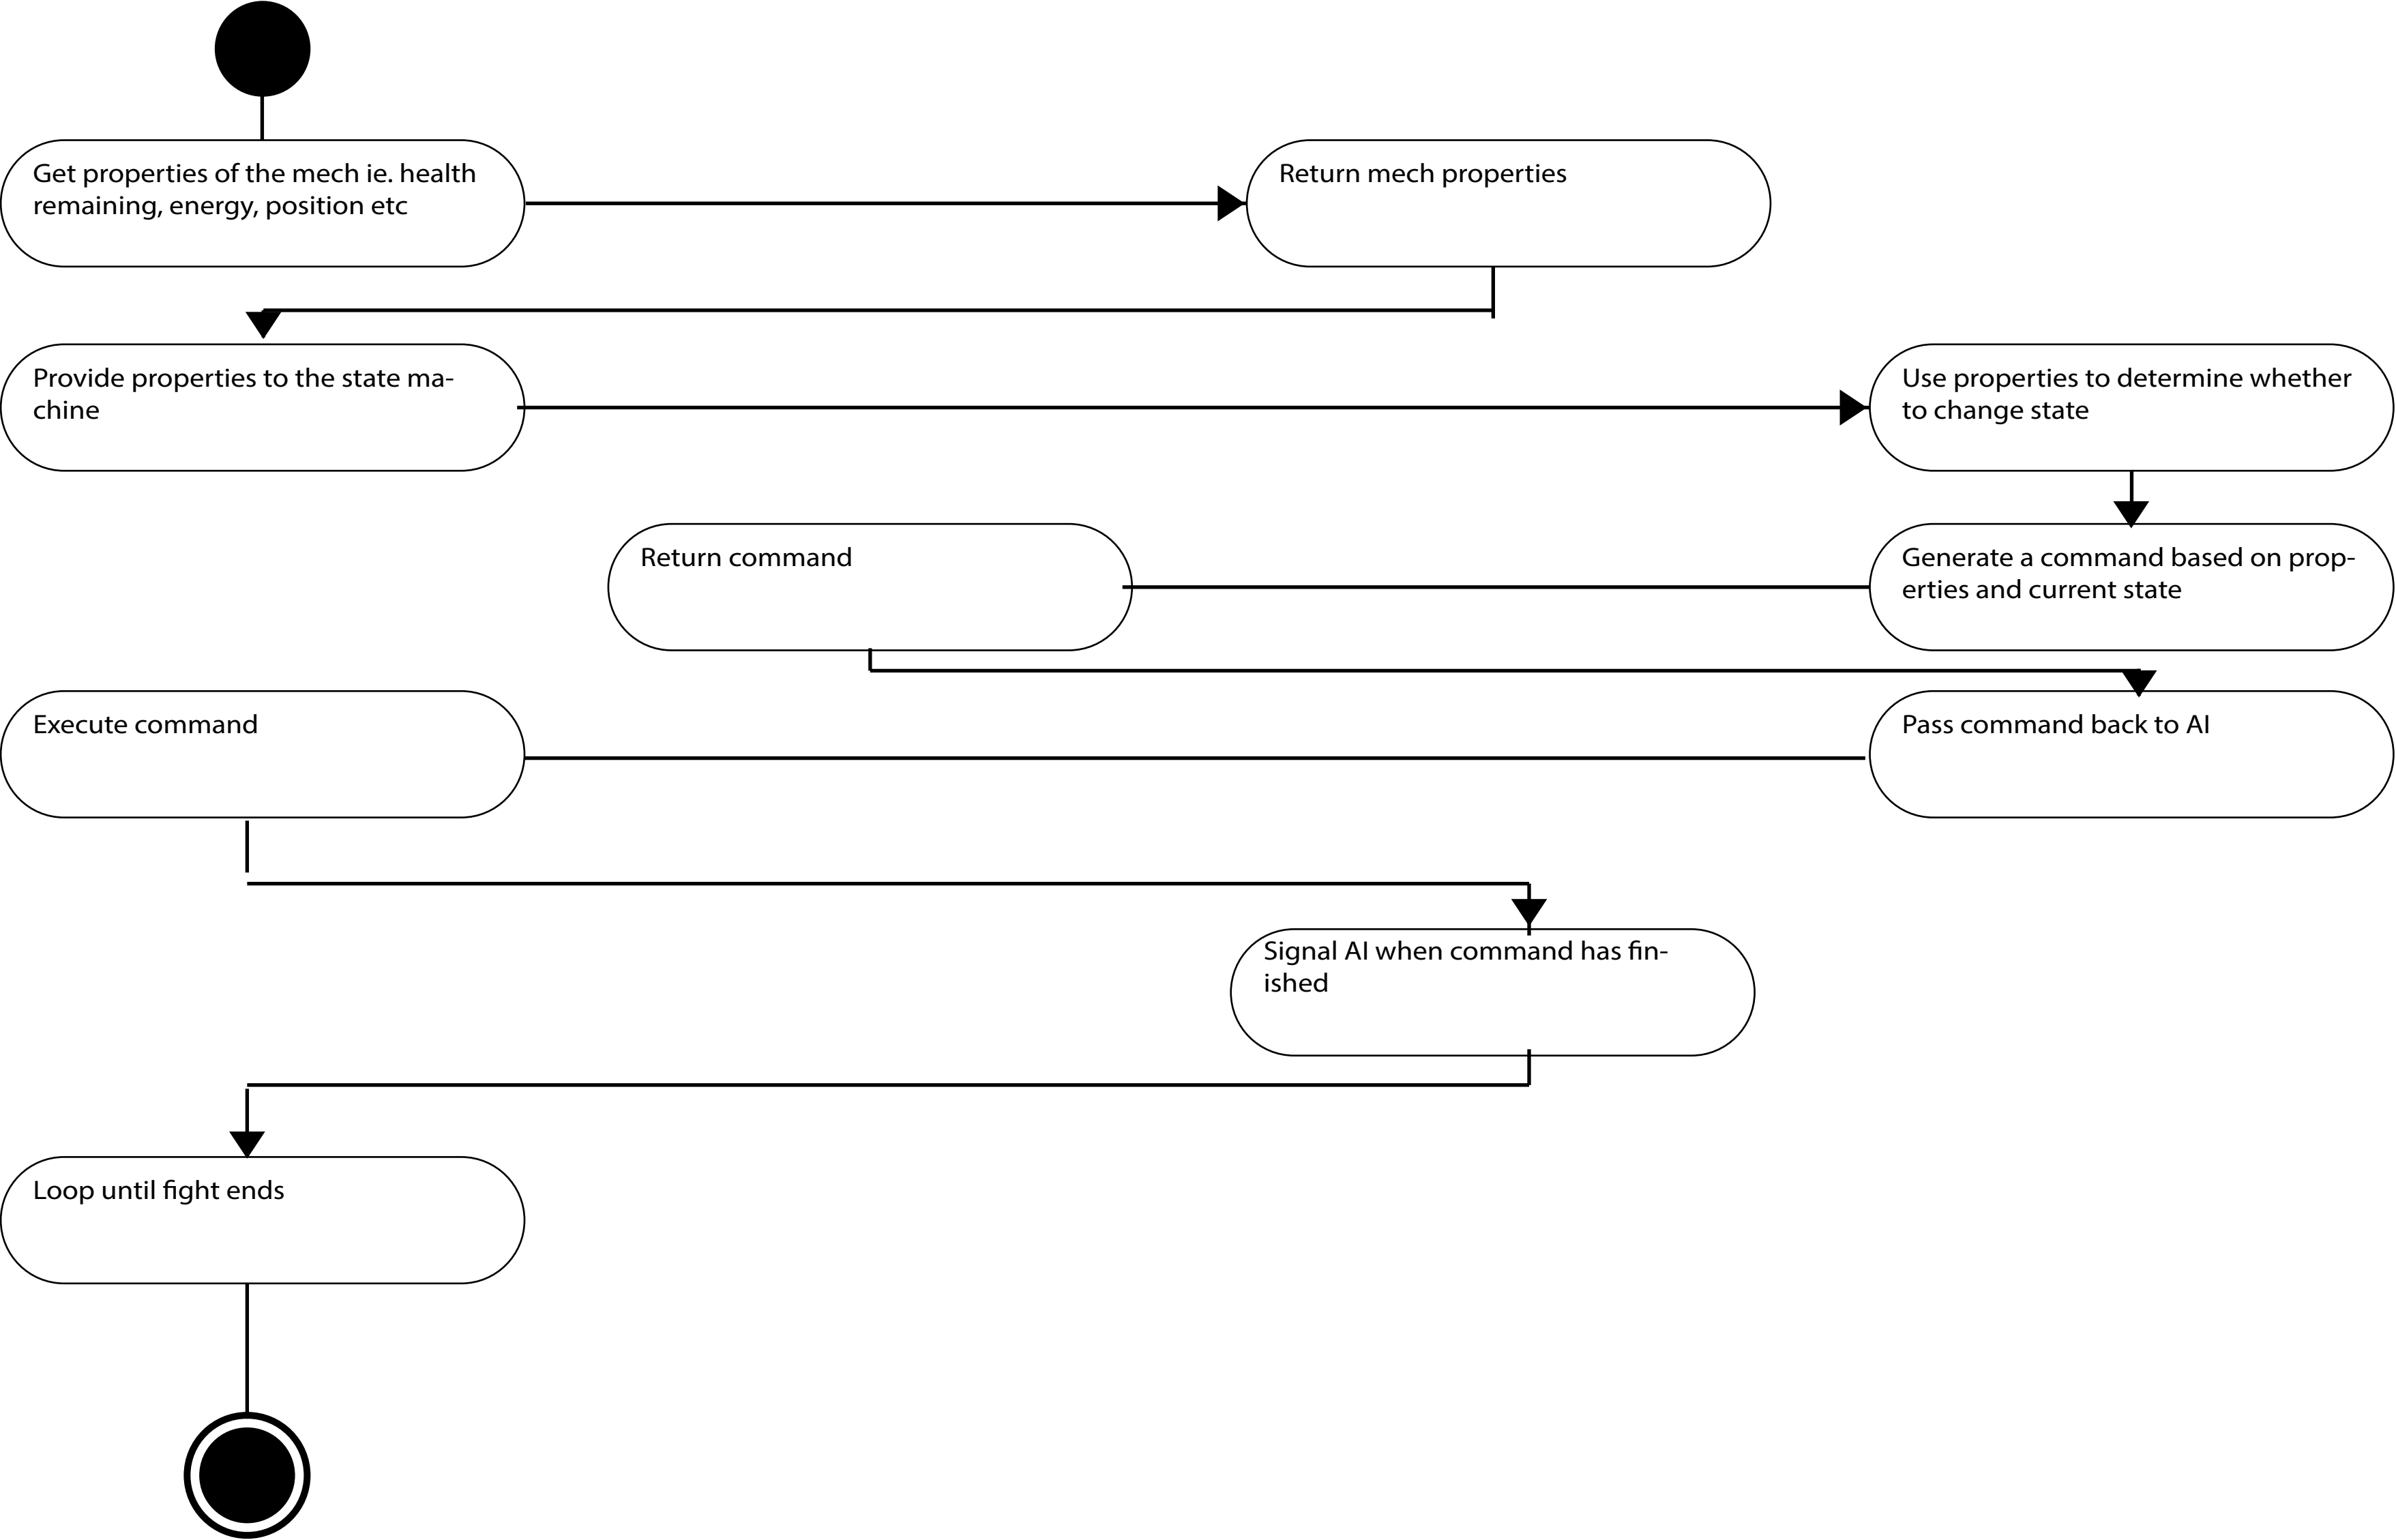 Get properties of the mech ie. health
remaining, energy, position etc
Return mech properties
Provide properties to the state ma-
chine
Use properties to determine whether
to change state
Return command
Generate a command based on prop-
erties and current state
Execute command
Pass command back to AI
Signal AI when command has fin-
ished
Loop until fight ends